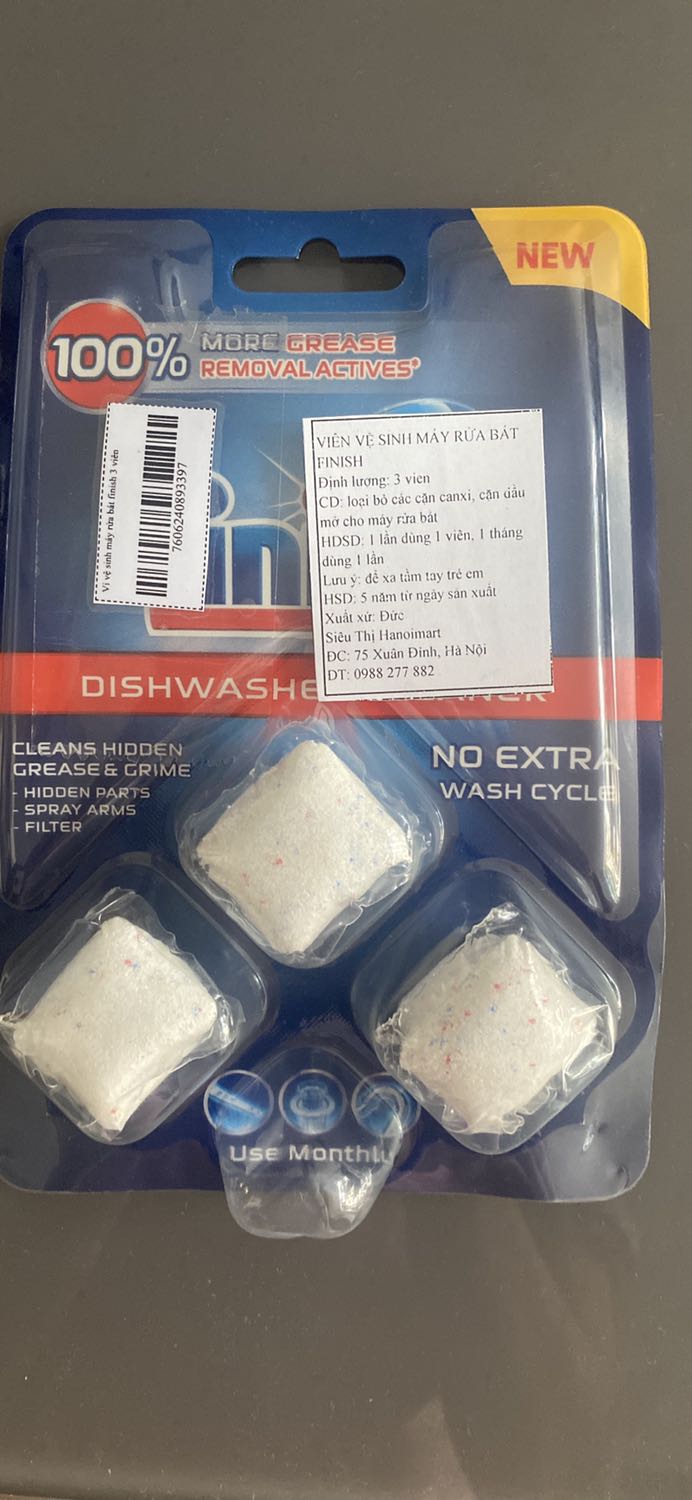 NEW
100% MORE GREASE
REMOVAL ACTIVES*
Vỉ vệ sinh máy rửa bát finish 3 viên
7606240893397
VIÊN VỆ SINH MÁY RỬA BÁT
FINISH
Định lượng: 3 vien
CD: loại bỏ các cặn canxi, cặn dầu
mỡ cho máy rửa bát
HDSD: 1 lần dùng 1 viên, 1 tháng
dùng 1 lần
Lưu ý: để xa tầm tay trẻ em
HSD: 5 năm từ ngày sản xuất
Xuất xứ: Đức
Siêu Thị Hanoimart
ĐC: 75 Xuân Đỉnh, Hà Nội
DT: 0988 277 882
DISHWASHE
CLEANS HIDDEN
GREASE & GRIME
- HIDDEN PARTS
- SPRAY ARMS
- FILTER
NO EXTRA
WASH CYCLE
Use Monthly